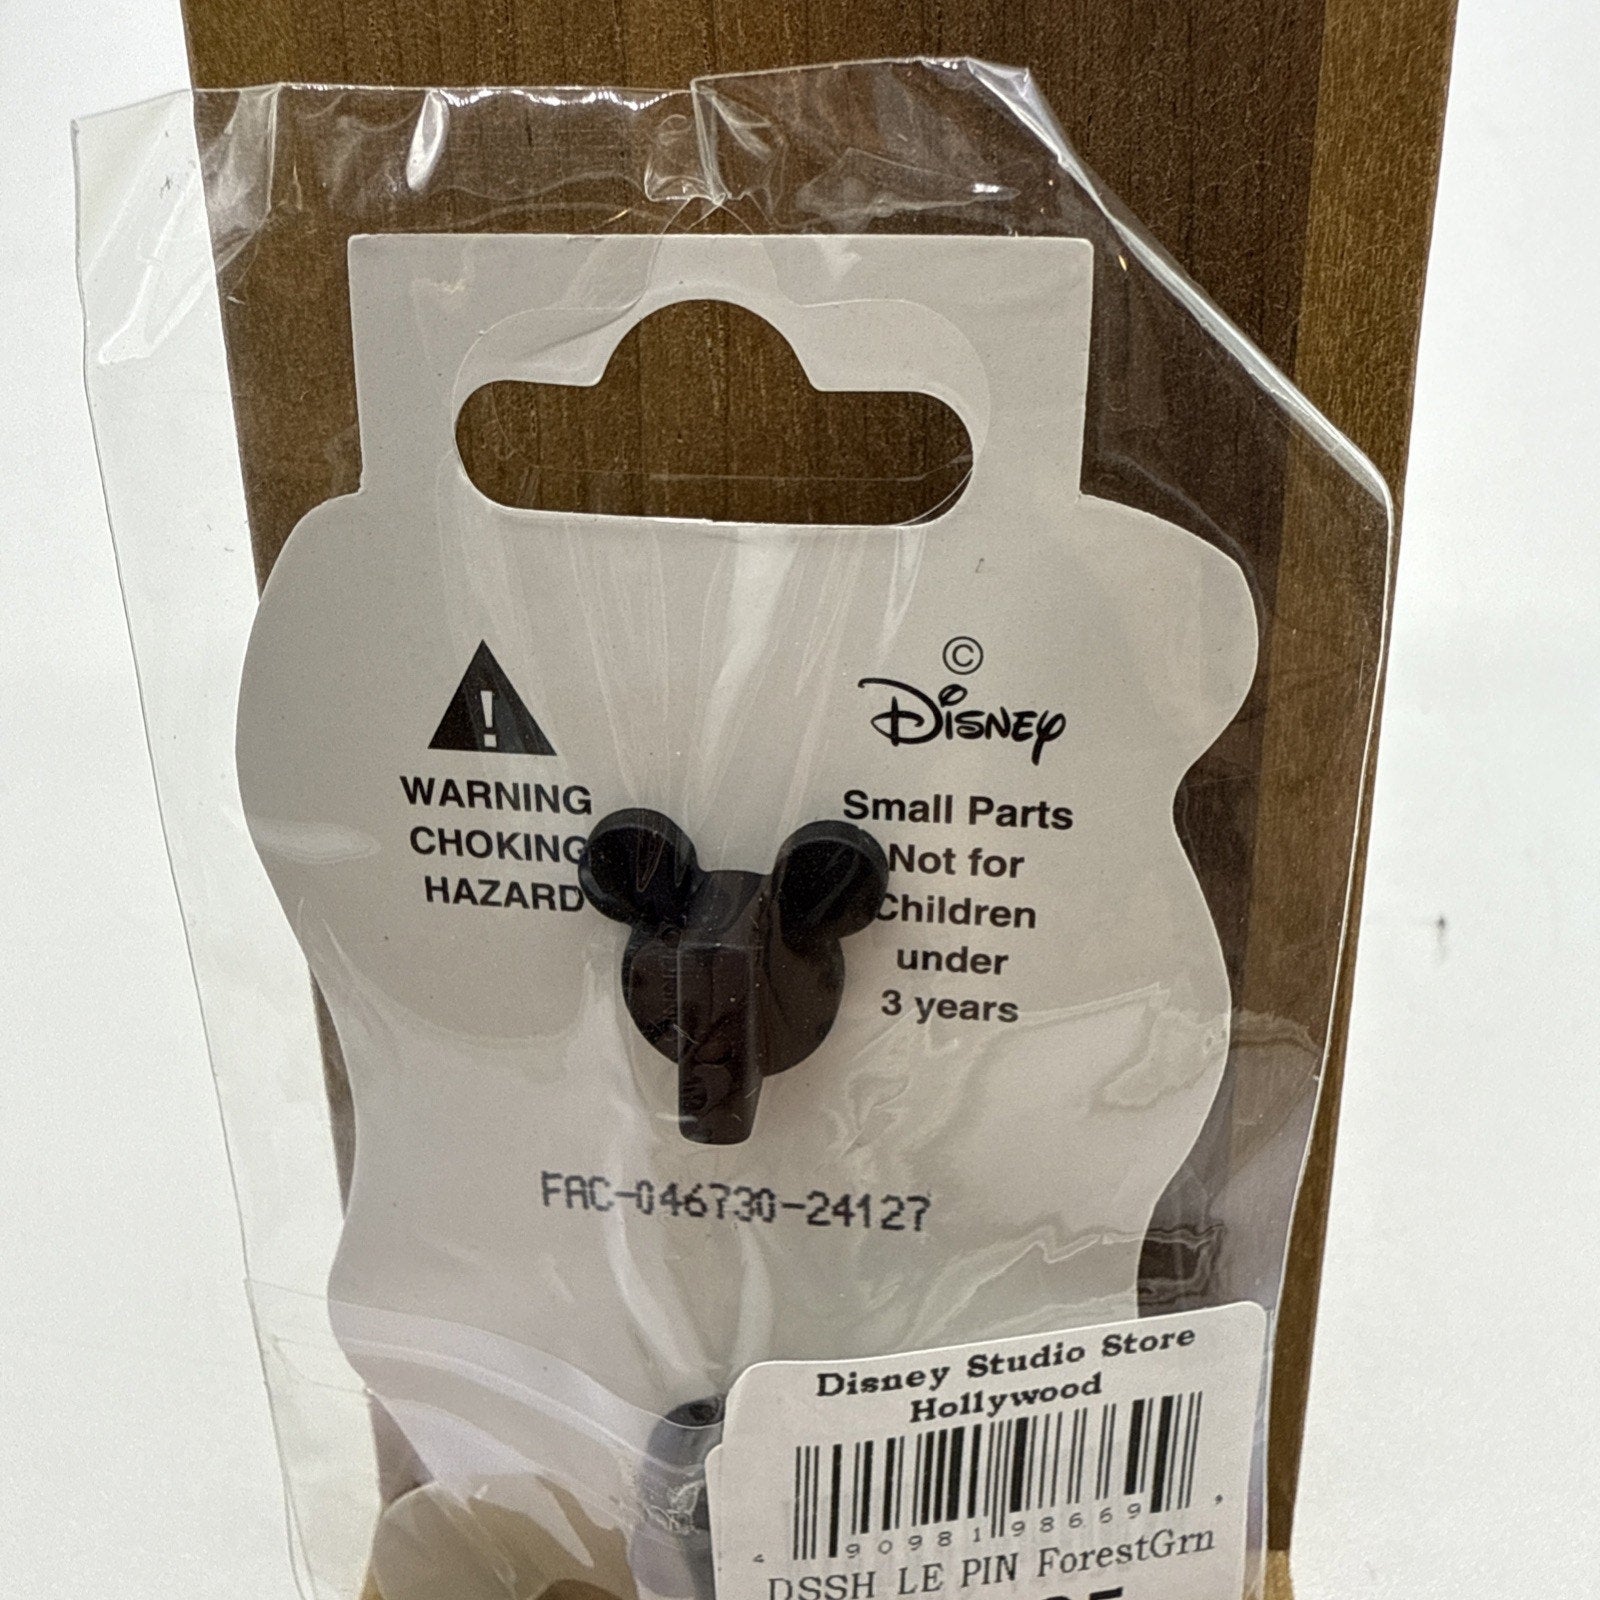 ©
Disney
WARNING
CHOKING
HAZARD
Small Parts
Not for
Children
under
3 years
FAC-046730-24127
Disney Studio Store
Hollywood
4 90981 98669 9
DSSH LE PIN ForestGrn